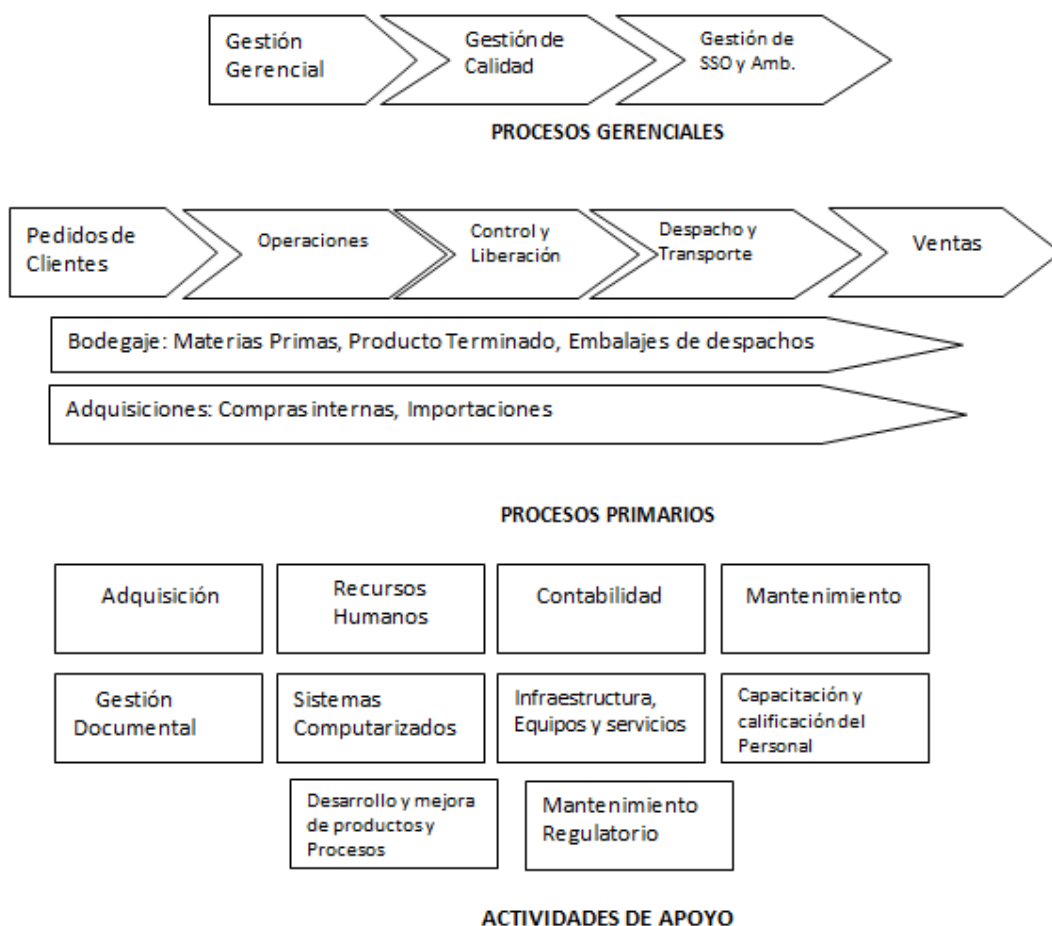 Gestión
Gerencial
Gestión de
Calidad
Gestión de
SSO y Amb.
PROCESOS GERENCIALES
Pedidos de
Clientes
Operaciones
Control y
Liberación
Despacho y
Transporte
Ventas
Bodegaje: Materias Primas, Producto Terminado, Embalajes de despachos
Adquisiciones: Compras internas, Importaciones
PROCESOS PRIMARIOS
Adquisición
Recursos
Humanos
Contabilidad
Mantenimiento
Gestión
Documental
Sistemas
Computarizados
Infraestructura,
Equipos y servicios
Capacitación y
calificación del
Personal
Desarrollo y mejora
de productos y
Procesos
Mantenimiento
Regulatorio
ACTIVIDADES DE APOYO